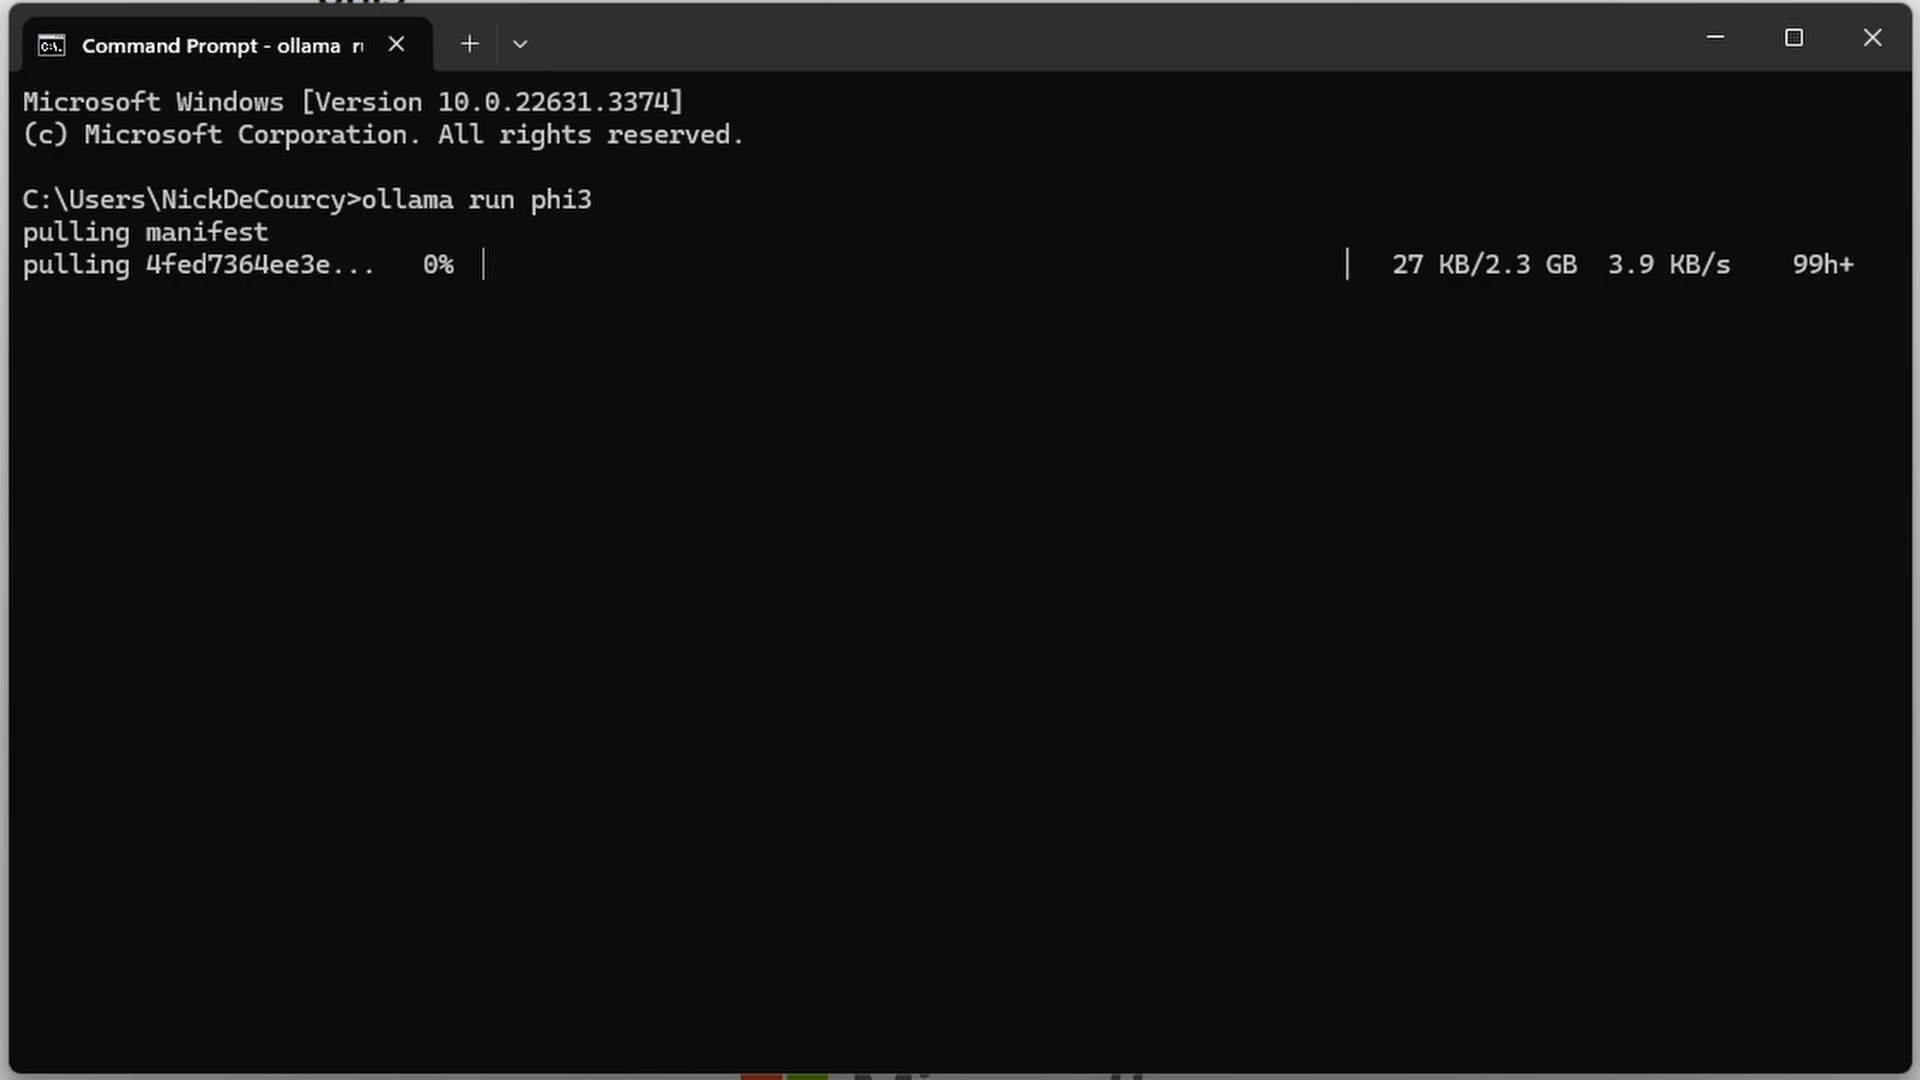 Command Prompt - ollama
Microsoft Windows [Version 10.0.22631.3374]
(c) Microsoft Corporation. All rights reserved.
C:\Users\NickDeCourcy>ollama run phi3
pulling manifest
pulling 4fed7364ee3e... 0% | | 27 KB/2.3 GB 3.9 KB/s 99h+